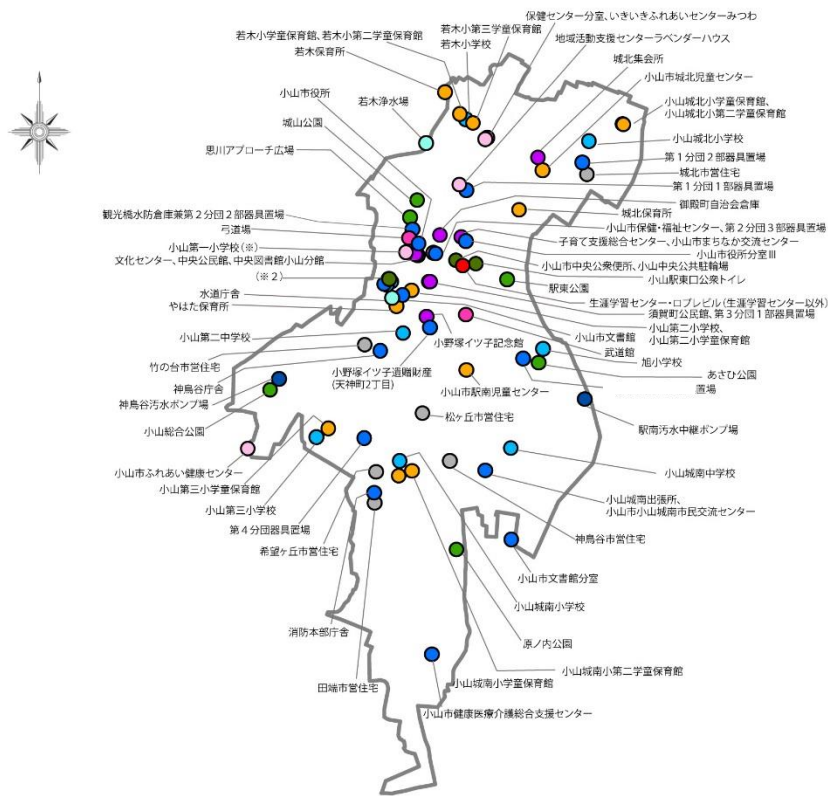 保健センター分室、いきいきふれあいセンターみつわ
若木小第三学童保育館
地域活動支援センターラベンダーハウス
若木小学童保育館、若木小第二学童保育館
若木小学校
若木保育所
城北集会所
小山市城北児童センター
小山市役所
若木浄水場
小山城北小学童保育館、
小山城北小第二学童保育館
城山公園
小山城北小学校
思川アプローチ広場
第1分団2部器具置場
城北市営住宅
第1分団1部器具置場
観光橋水防倉庫兼第2分団2部器具置場
御殿町自治会倉庫
弓道場
城北保育所
小山市保健・福祉センター、第2分団3部器具置場
小山第一小学校(※)
子育て支援総合センター、小山市まちなか交流センター
文化センター、中央公民館、中央図書館小山分館
小山市役所分室Ⅲ
小山市中央公衆便所、小山中央公共駐輪場
(※2)
小山駅東口公衆トイレ
駅東公園
水道庁舎
生涯学習センター・ロブレビル(生涯学習センター以外)
やはた保育所
須賀町公民館、第3分団1部器具置場
小山第二小学校、
小山第二小学童保育館
小山市文書館
小山第二中学校
小野塚イツ子記念館
武道館
竹の台市営住宅
旭小学校
神鳥谷庁舎
小野塚イツ子遺贈財産
(天神町2丁目)
あさひ公園
小山市駅南児童センター
置場
神鳥谷汚水ポンプ場
小山総合公園
松ヶ丘市営住宅
駅南汚水中継ポンプ場
小山市ふれあい健康センター
小山城南中学校
小山第三小学童保育館
小山第三小学校
小山城南出張所、
小山市小山城南市民交流センター
第4分団器具置場
神鳥谷市営住宅
希望ヶ丘市営住宅
小山市文書館分室
小山城南小学校
消防本部庁舎
原ノ内公園
小山城南小第二学童保育館
小山城南小学童保育館
田端市営住宅
小山市健康医療介護総合支援センター